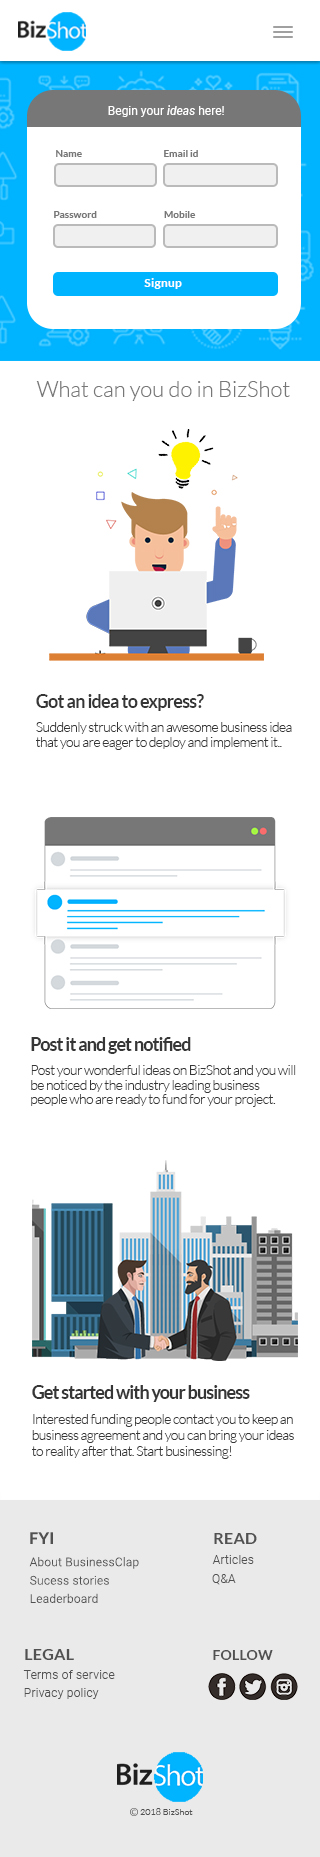 BizShot
Begin your ideas here!
Name Email id
Password Mobile
Signup
What can you do in BizShot
Got an idea to express?
Suddenly struck with an awesome business idea
that you are eager to deploy and implement it..
Post it and get notified
Post your wonderful ideas on BizShot and you will
be noticed by the industry leading business
people who are ready to fund for your project.
Get started with your business
Interested funding people contact you to keep an
business agreement and you can bring your ideas
to reality after that. Start businessing!
FYI
About BusinessClap
Sucess stories
Leaderboard
READ
Articles
Q&A
LEGAL
Terms of service
Privacy policy
FOLLOW
BizShot
© 2018 BizShot